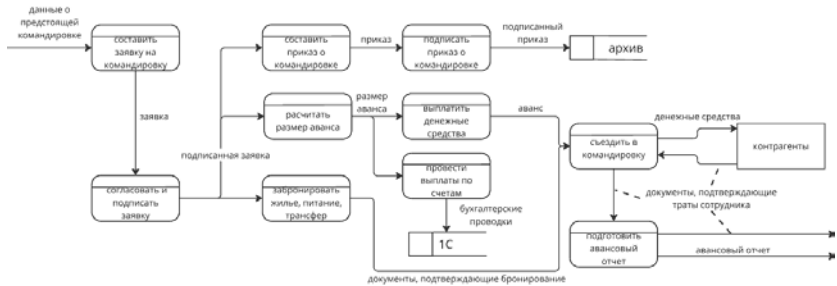 данные о
предстоящей
командировке
составить
заявку на
командировку
составить
приказ о
командировке
приказ
подписать
приказ о
командировке
подписанный
приказ
архив
заявка
расчитать
размер аванса
размер
аванса
выплатить
денежные
средства
аванс
съездить в
командировку
денежные средства
контрагенты
подписанная заявка
согласовать и
подписать
заявку
забронировать
жилье, питание,
трансфер
провести
выплаты по
счетам
бухгалтерские
проводки
1С
документы, подтверждающие
траты сотрудника
подготовить
авансовый
отчет
авансовый отчет
документы, подтверждающие бронирование